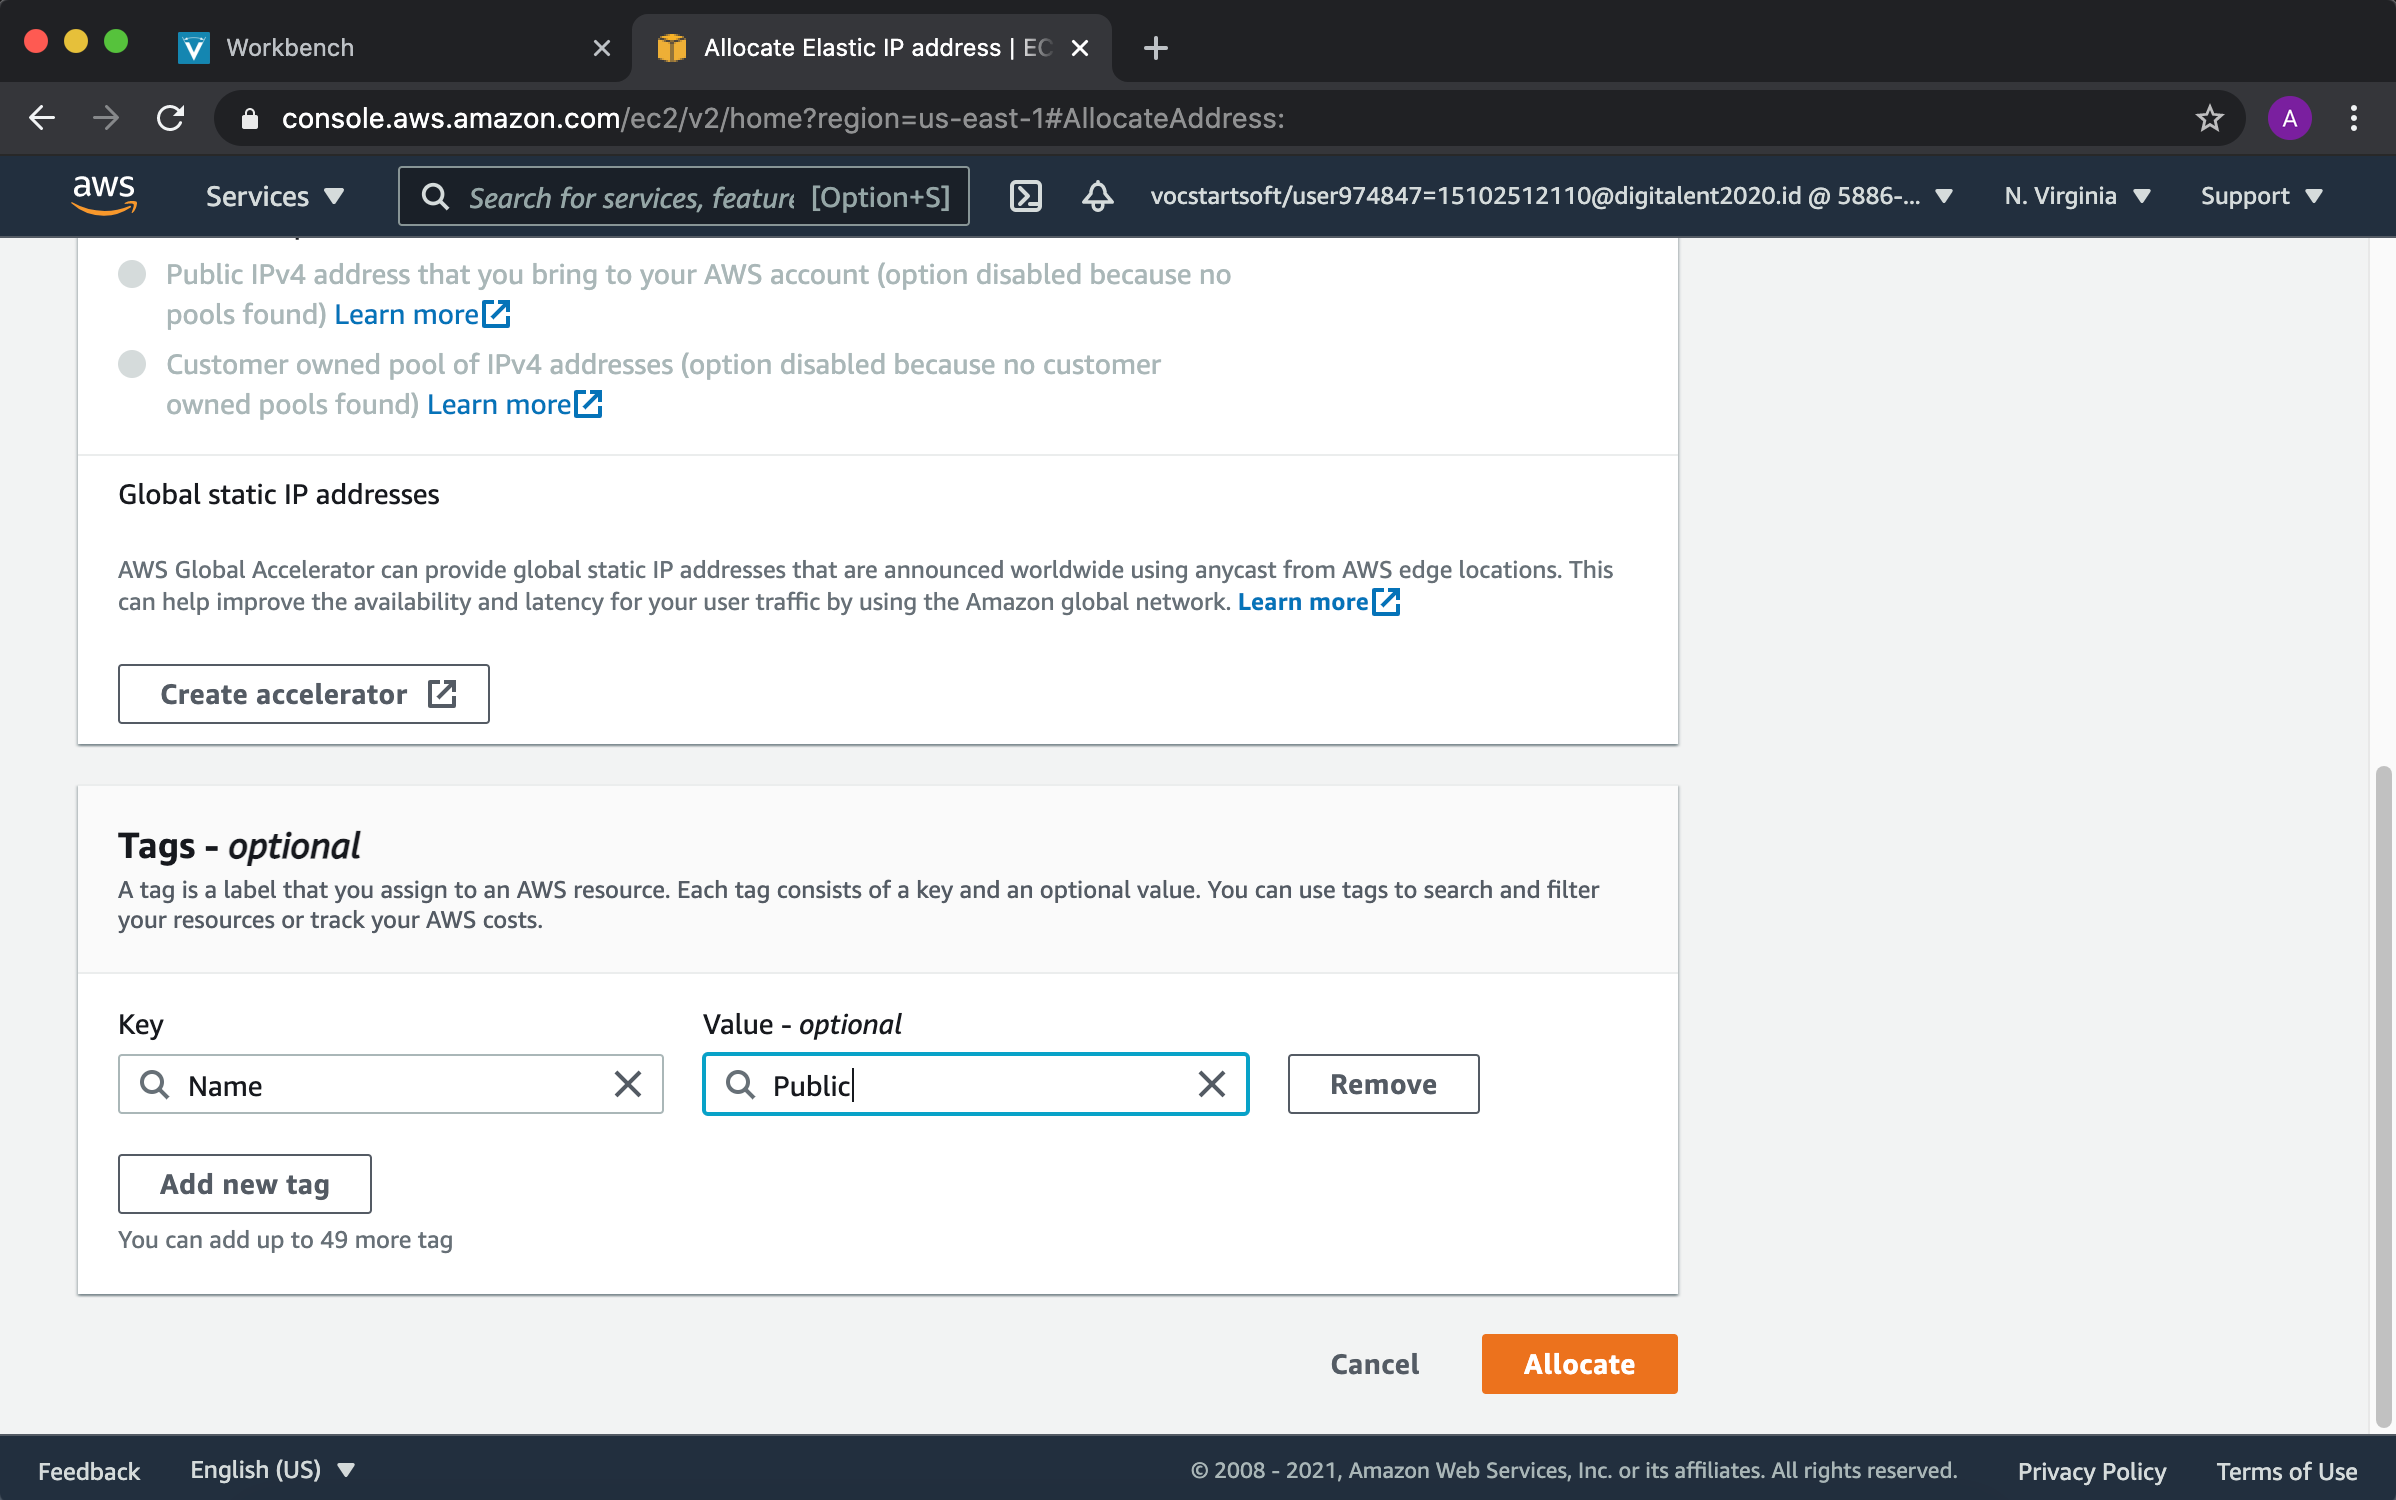 Workbench
Allocate Elastic IP address | EC
console.aws.amazon.com/ec2/v2/home?region=us-east-1#AllocateAddress:
A
aws
Services
Search for services, feature [Option+S]
vocstartsoft/user974847=15102512110@digitalent2020.id @ 5886-...
N. Virginia
Support
Public IPv4 address that you bring to your AWS account (option disabled because no
pools found) Learn more
Customer owned pool of IPv4 addresses (option disabled because no customer
owned pools found) Learn more
Global static IP addresses
AWS Global Accelerator can provide global static IP addresses that are announced worldwide using anycast from AWS edge locations. This
can help improve the availability and latency for your user traffic by using the Amazon global network. Learn more
Create accelerator
Tags - optional
A tag is a label that you assign to an AWS resource. Each tag consists of a key and an optional value. You can use tags to search and filter
your resources or track your AWS costs.
Key
Value - optional
Name
Public
Remove
Add new tag
You can add up to 49 more tag
Cancel
Allocate
Feedback
English (US)
© 2008 - 2021, Amazon Web Services, Inc. or its affiliates. All rights reserved.
Privacy Policy
Terms of Use